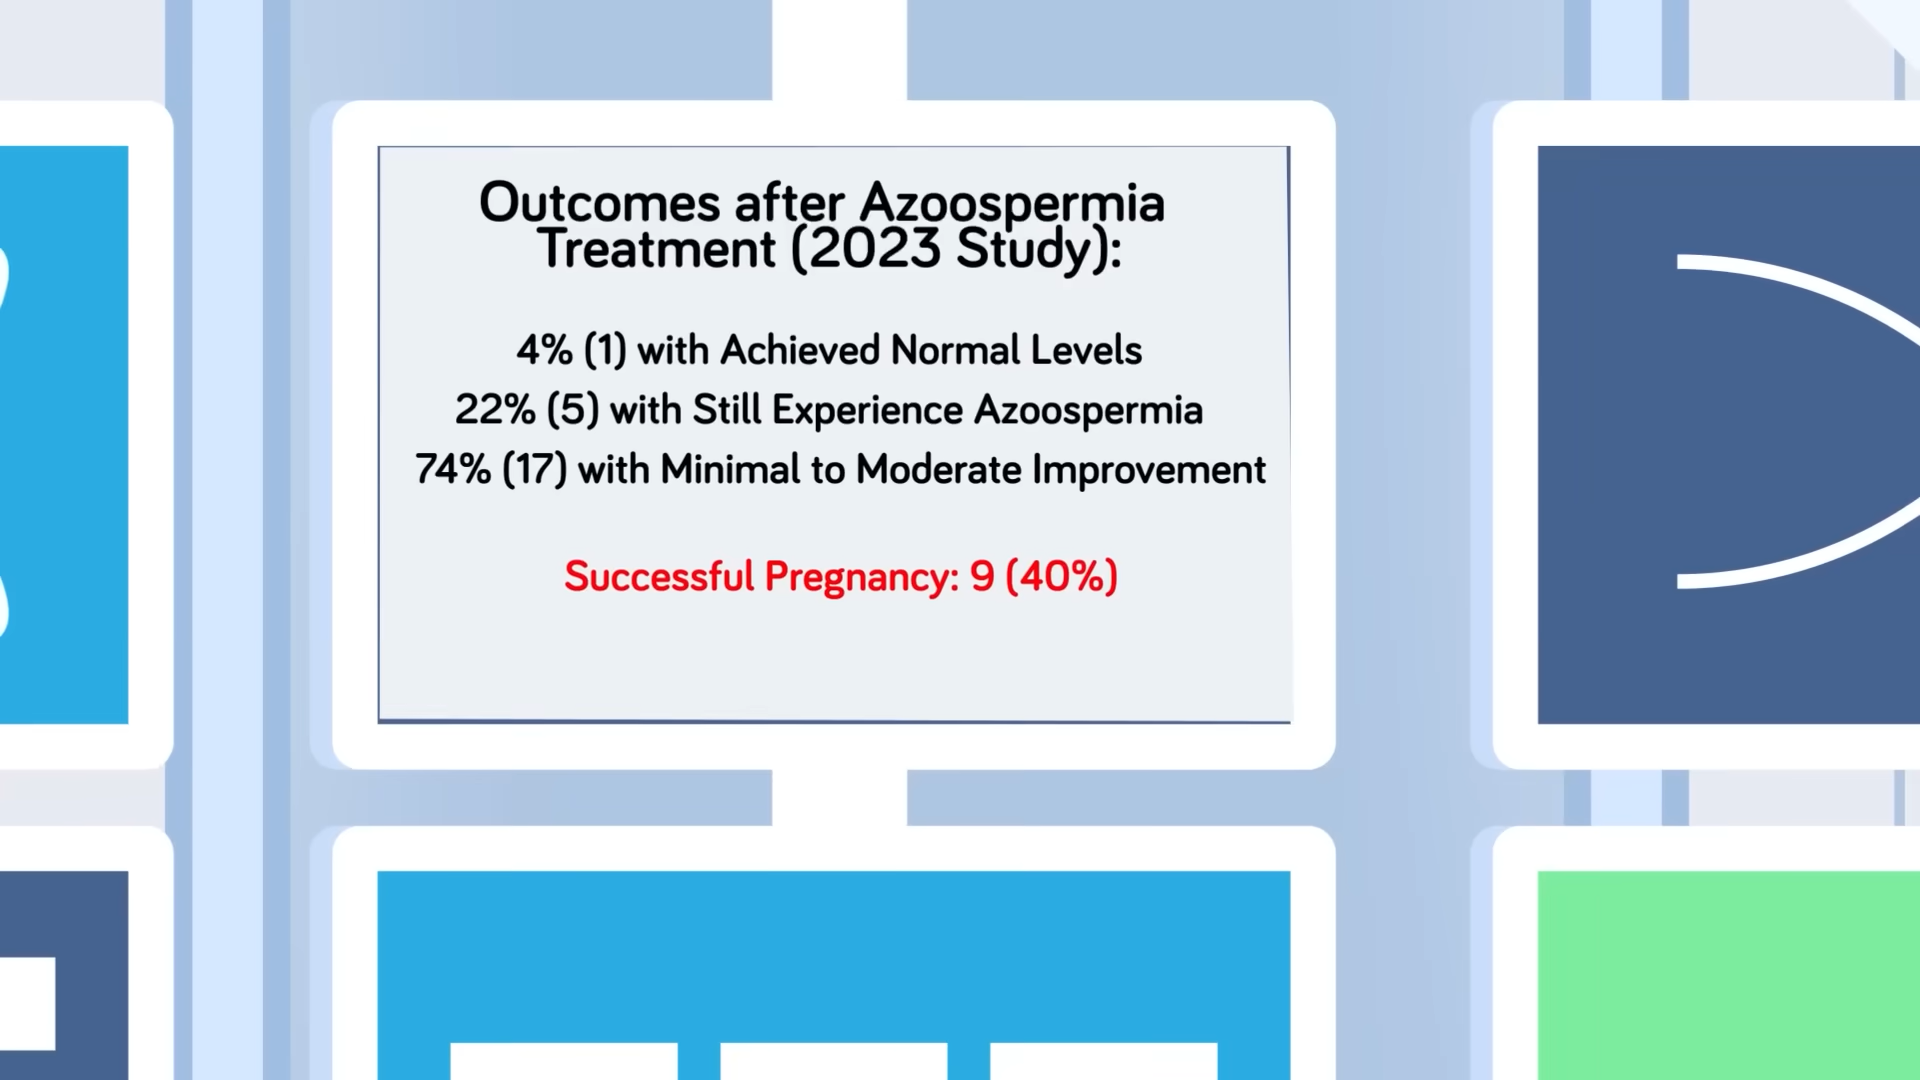 Outcomes after Azoospermia
Treatment (2023 Study):
4% (1) with Achieved Normal Levels
22% (5) with Still Experience Azoospermia
74% (17) with Minimal to Moderate Improvement
Successful Pregnancy: 9 (40%)